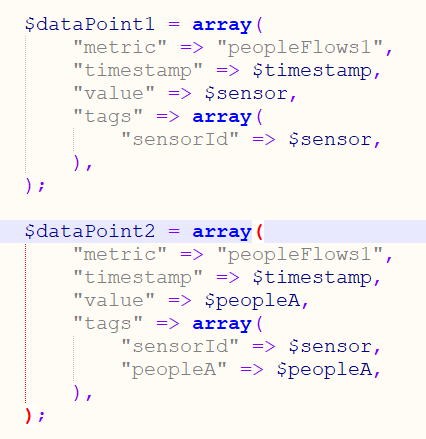 $dataPoint1 = array(
    "metric" => "peopleFlows1",
    "timestamp" => $timestamp,
    "value" => $sensor,
    "tags" => array(
        "sensorId" => $sensor,
    ),
);

$dataPoint2 = array(
    "metric" => "peopleFlows1",
    "timestamp" => $timestamp,
    "value" => $peopleA,
    "tags" => array(
        "sensorId" => $sensor,
        "peopleA" => $peopleA,
    ),
);